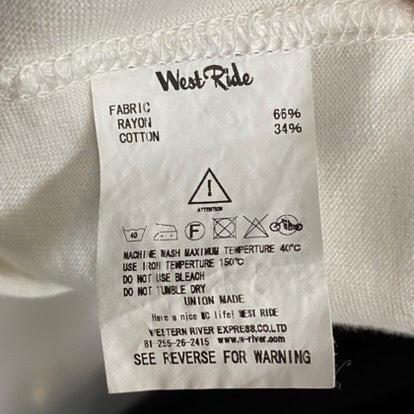 West Ride
FABRIC
RAYON 66%
COTTON 34%
ATTENTION
40 F
MACHINE WASH MAXIMUM TEMPERTURE 40°C
USE IRON TEMPERTURE 150°C
DO NOT USE BLEACH
DO NOT TUMBLE DRY
UNION MADE
Have a nice MC life! WEST RIDE
WESTERN RIVER EXPRESS.CO.LTD
81-255-26-2415 www.w-river.com
SEE REVERSE FOR WARNING